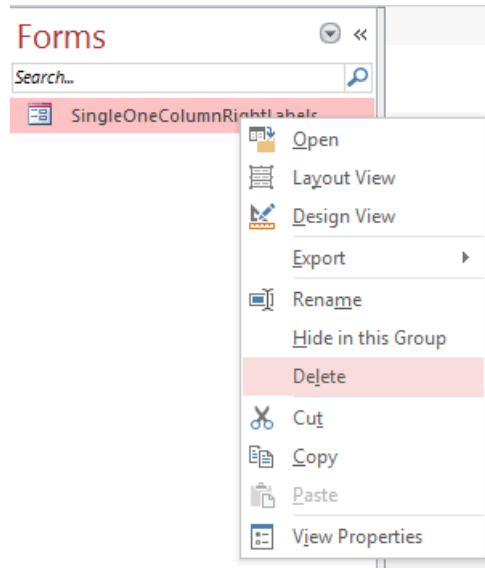 Forms
Search...
SingleOneColumnRightLabels
Open
Layout View
Design View
Export
Rename
Hide in this Group
Delete
Cut
Copy
Paste
View Properties